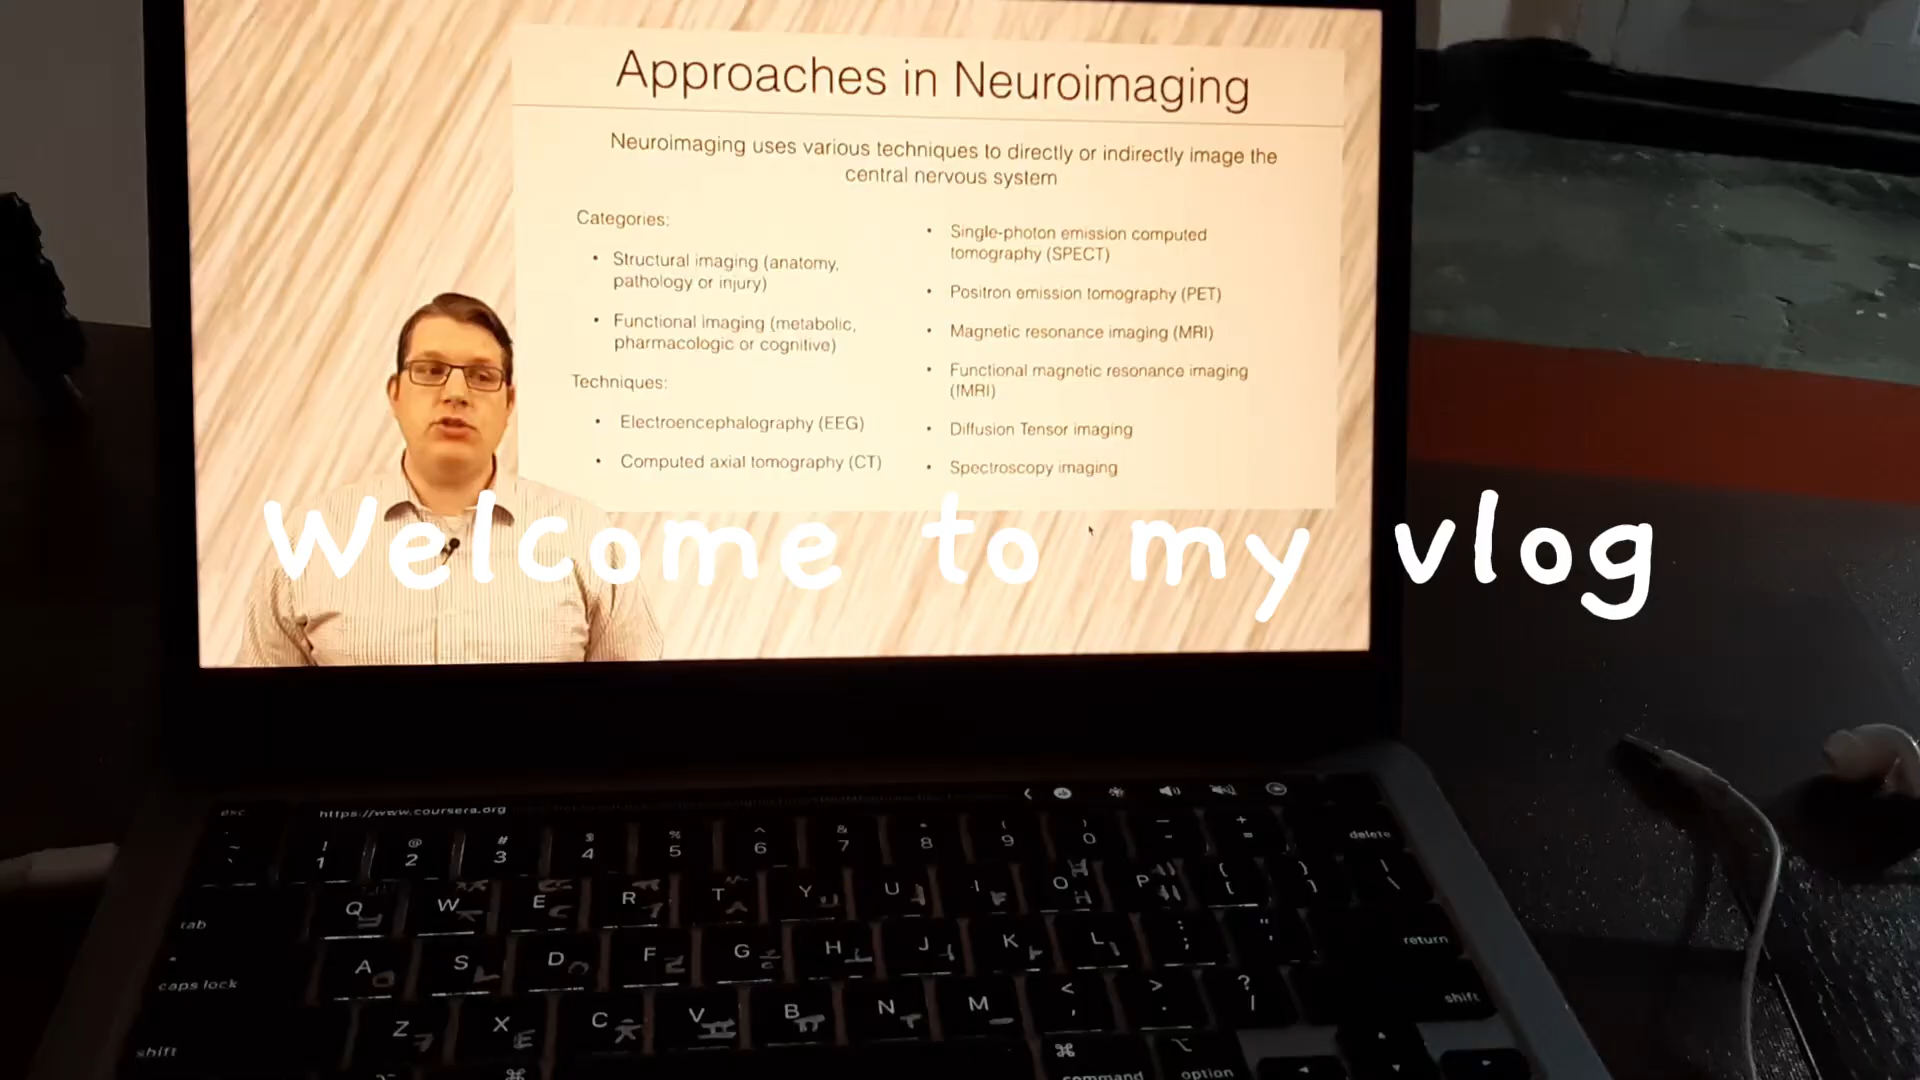 Approaches in Neuroimaging
Neuroimaging uses various techniques to directly or indirectly image the
central nervous system
Categories:
• Structural imaging (anatomy,
pathology or injury)
• Functional imaging (metabolic,
pharmacologic or cognitive)
Techniques:
• Electroencephalography (EEG)
• Computed axial tomography (CT)
• Single-photon emission computed
tomography (SPECT)
• Positron emission tomography (PET)
• Magnetic resonance imaging (MRI)
• Functional magnetic resonance imaging
(fMRI)
• Diffusion Tensor imaging
• Spectroscopy imaging
Welcome to my vlog
esc https://www.coursera.org
~ ! @ # $ % ^ & * ( ) _ + delete
` 1 2 3 4 5 6 7 8 9 0 - =
tab Q W E R T Y U I O P
caps lock A S D F G H J K L return
shift Z X C V B N M < > ? shift
command option